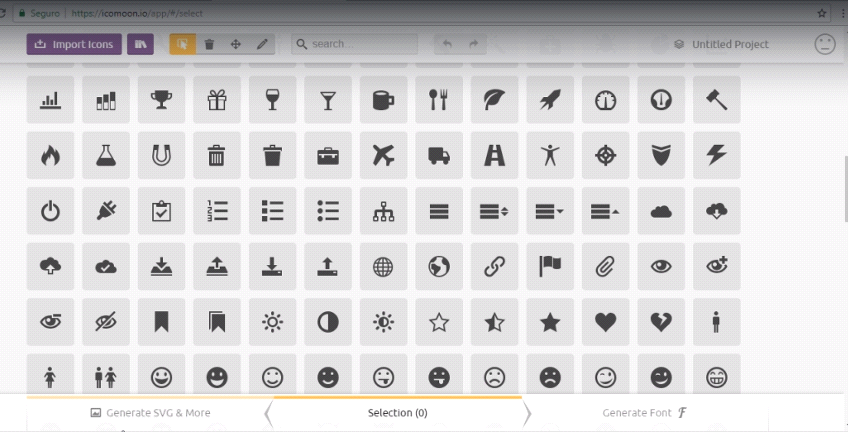 Seguro https://icomoon.io/app/#/select
Import Icons search... Untitled Project
Generate SVG & More Selection (0) Generate Font